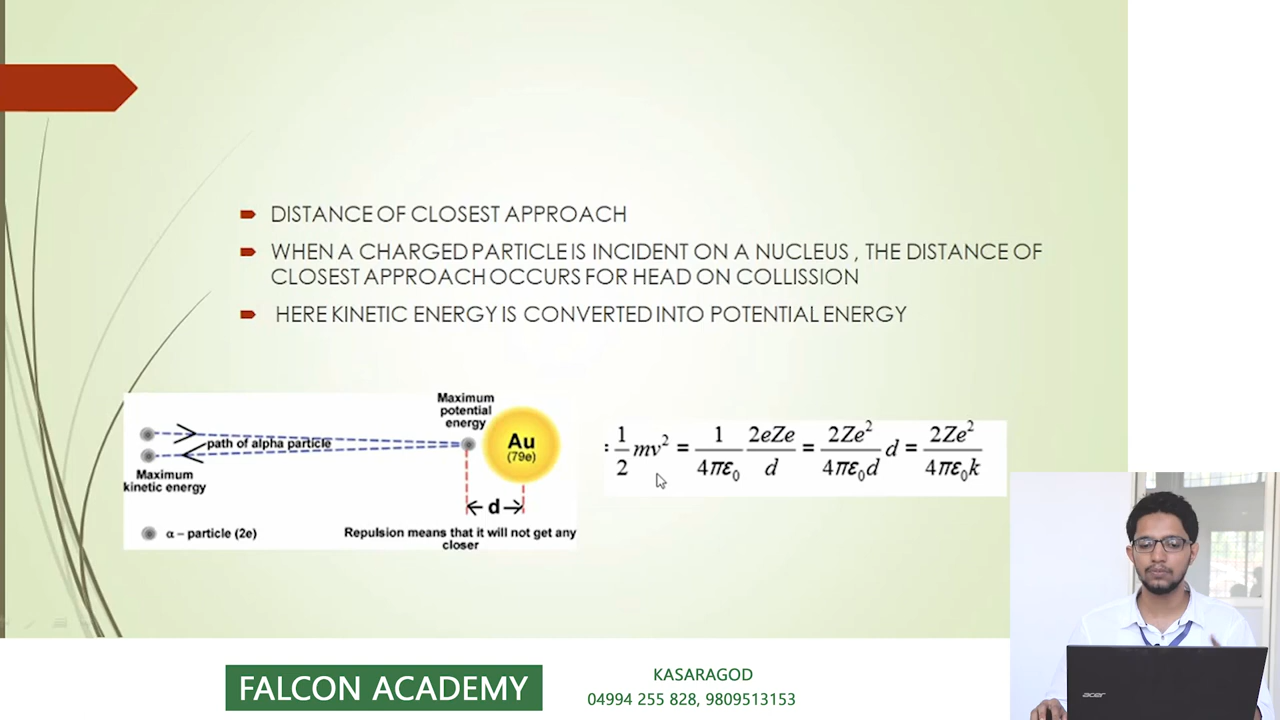 DISTANCE OF CLOSEST APPROACH
WHEN A CHARGED PARTICLE IS INCIDENT ON A NUCLEUS , THE DISTANCE OF
CLOSEST APPROACH OCCURS FOR HEAD ON COLLISSION
HERE KINETIC ENERGY IS CONVERTED INTO POTENTIAL ENERGY
Maximum
potential
energy
path of alpha particle
Au
(79e)
Maximum
kinetic energy
d
α – particle (2e)
Repulsion means that it will not get any
closer
: 1/2 mv² = 1/4πε₀ 2eZe/d = 2Ze²/4πε₀d d = 2Ze²/4πε₀k
acer
FALCON ACADEMY
KASARAGOD
04994 255 828, 9809513153